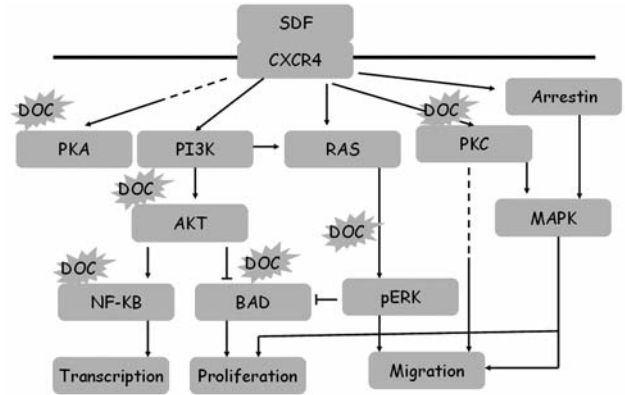 SDF
CXCR4
DOC
DOC
Arrestin
PKA
PI3K
RAS
PKC
DOC
AKT
DOC
MAPK
DOC
DOC
NF-KB
BAD
pERK
Transcription
Proliferation
Migration